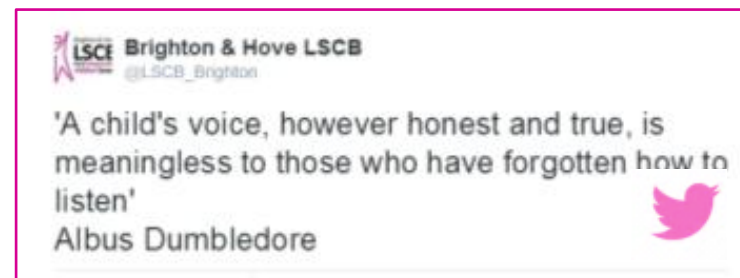 LSCB
Brighton & Hove LSCB
@LSCB_Brighton
'A child's voice, however honest and true, is
meaningless to those who have forgotten how to
listen'
Albus Dumbledore